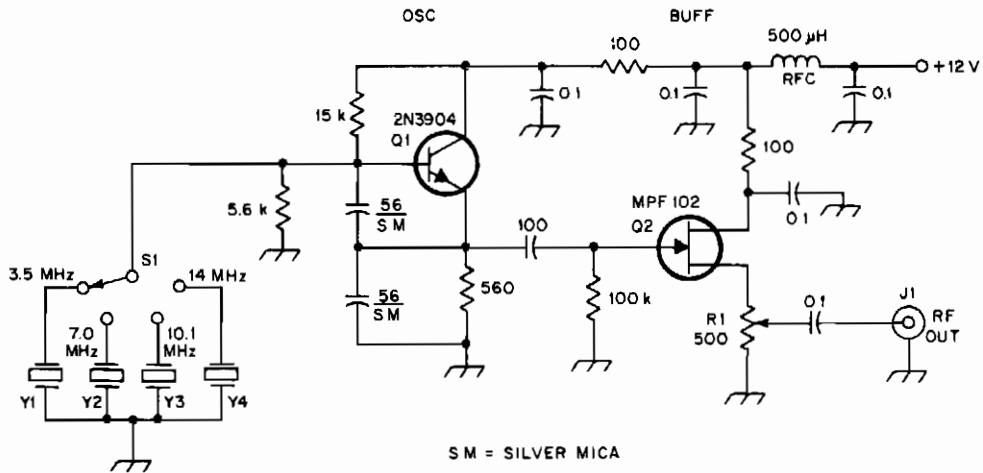 OSC
BUFF
100
500 μH
RFC
+12V
0.1
0.1
0.1
15 k
2N3904
Q1
100
5.6 k
56
SM
100
MPF 102
Q2
0.1
S1
3.5 MHz
14 MHz
7.0
MHz
10.1
MHz
56
SM
560
100 k
R1
500
0.1
J1
RF
OUT
Y1
Y2
Y3
Y4
SM = SILVER MICA